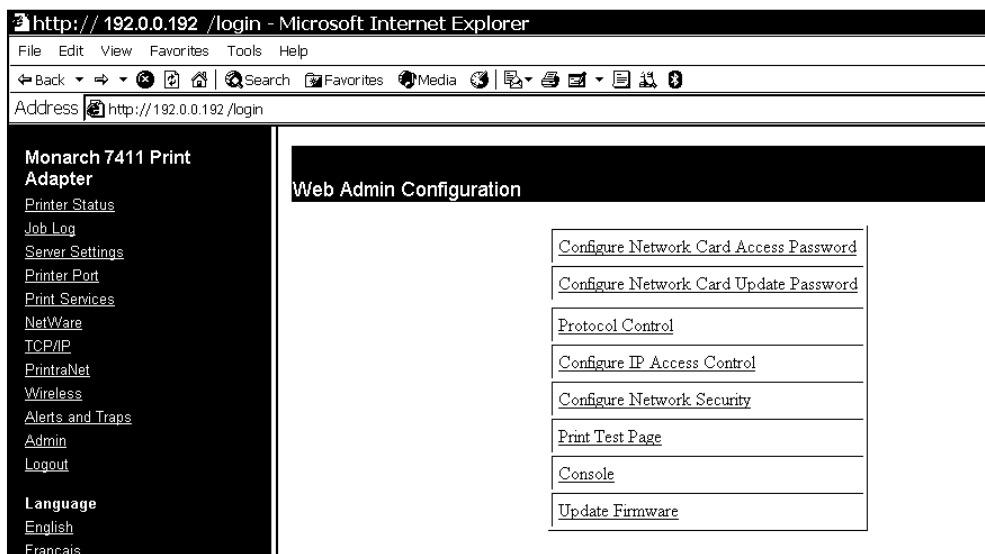 http:// 192.0.0.192 /login - Microsoft Internet Explorer
File Edit View Favorites Tools Help
Back Search Favorites Media
Address http://192.0.0.192 /login
Monarch 7411 Print
Adapter
Printer Status
Job Log
Server Settings
Printer Port
Print Services
NetWare
TCP/IP
PrintraNet
Wireless
Alerts and Traps
Admin
Logout
Language
English
Français
Web Admin Configuration
Configure Network Card Access Password
Configure Network Card Update Password
Protocol Control
Configure IP Access Control
Configure Network Security
Print Test Page
Console
Update Firmware